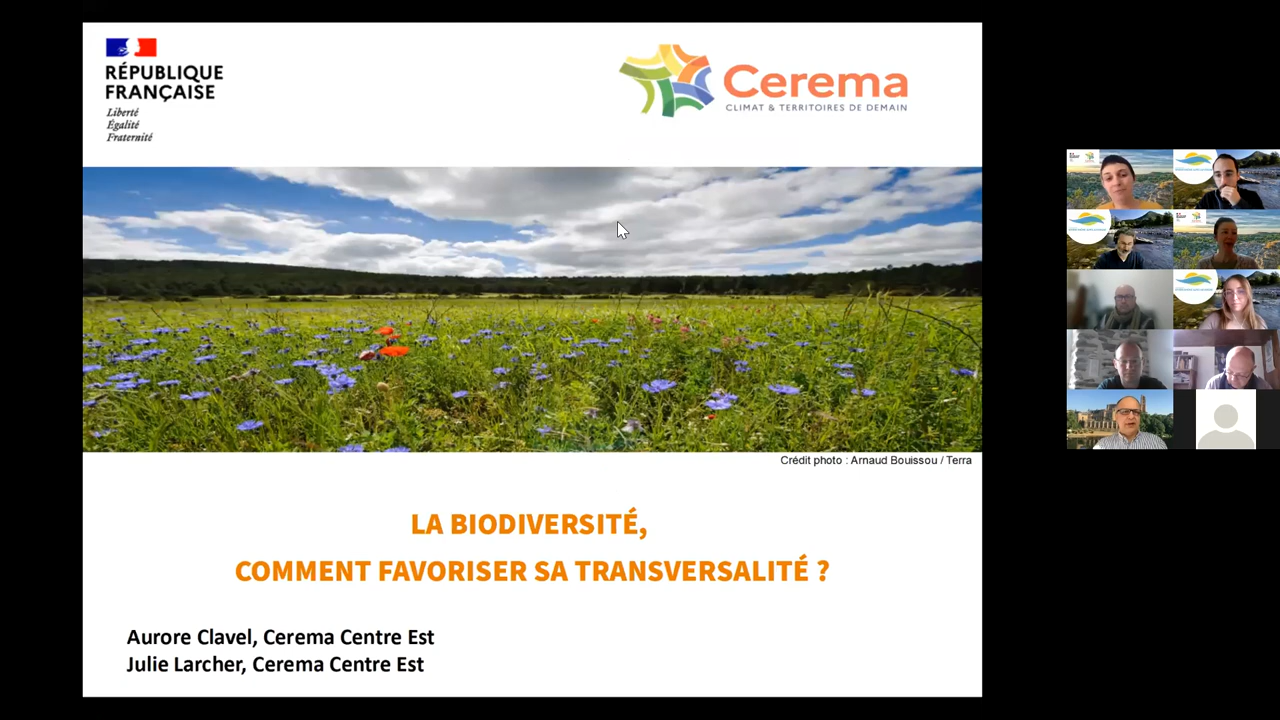 RÉPUBLIQUE
FRANÇAISE
Liberté
Égalité
Fraternité
Cerema
CLIMAT & TERRITOIRES DE DEMAIN
Crédit photo : Arnaud Bouissou / Terra
LA BIODIVERSITÉ,
COMMENT FAVORISER SA TRANSVERSALITÉ ?
Aurore Clavel, Cerema Centre Est
Julie Larcher, Cerema Centre Est